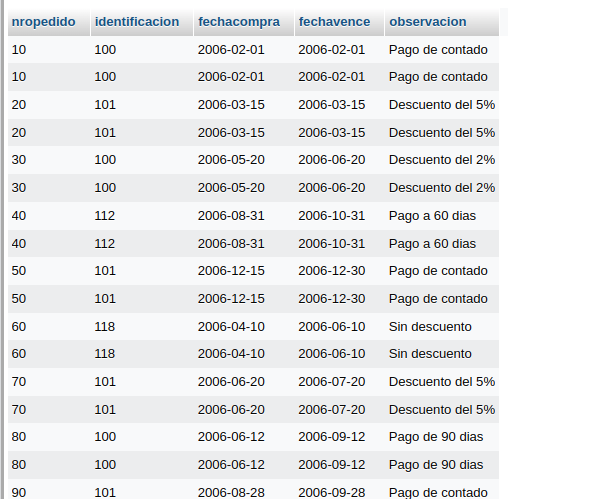 nropedido identificacion fechacompra fechavence observacion
10 100 2006-02-01 2006-02-01 Pago de contado
10 100 2006-02-01 2006-02-01 Pago de contado
20 101 2006-03-15 2006-03-15 Descuento del 5%
20 101 2006-03-15 2006-03-15 Descuento del 5%
30 100 2006-05-20 2006-06-20 Descuento del 2%
30 100 2006-05-20 2006-06-20 Descuento del 2%
40 112 2006-08-31 2006-10-31 Pago a 60 dias
40 112 2006-08-31 2006-10-31 Pago a 60 dias
50 101 2006-12-15 2006-12-30 Pago de contado
50 101 2006-12-15 2006-12-30 Pago de contado
60 118 2006-04-10 2006-06-10 Sin descuento
60 118 2006-04-10 2006-06-10 Sin descuento
70 101 2006-06-20 2006-07-20 Descuento del 5%
70 101 2006-06-20 2006-07-20 Descuento del 5%
80 100 2006-06-12 2006-09-12 Pago de 90 dias
80 100 2006-06-12 2006-09-12 Pago de 90 dias
90 101 2006-08-28 2006-09-28 Pago de contado